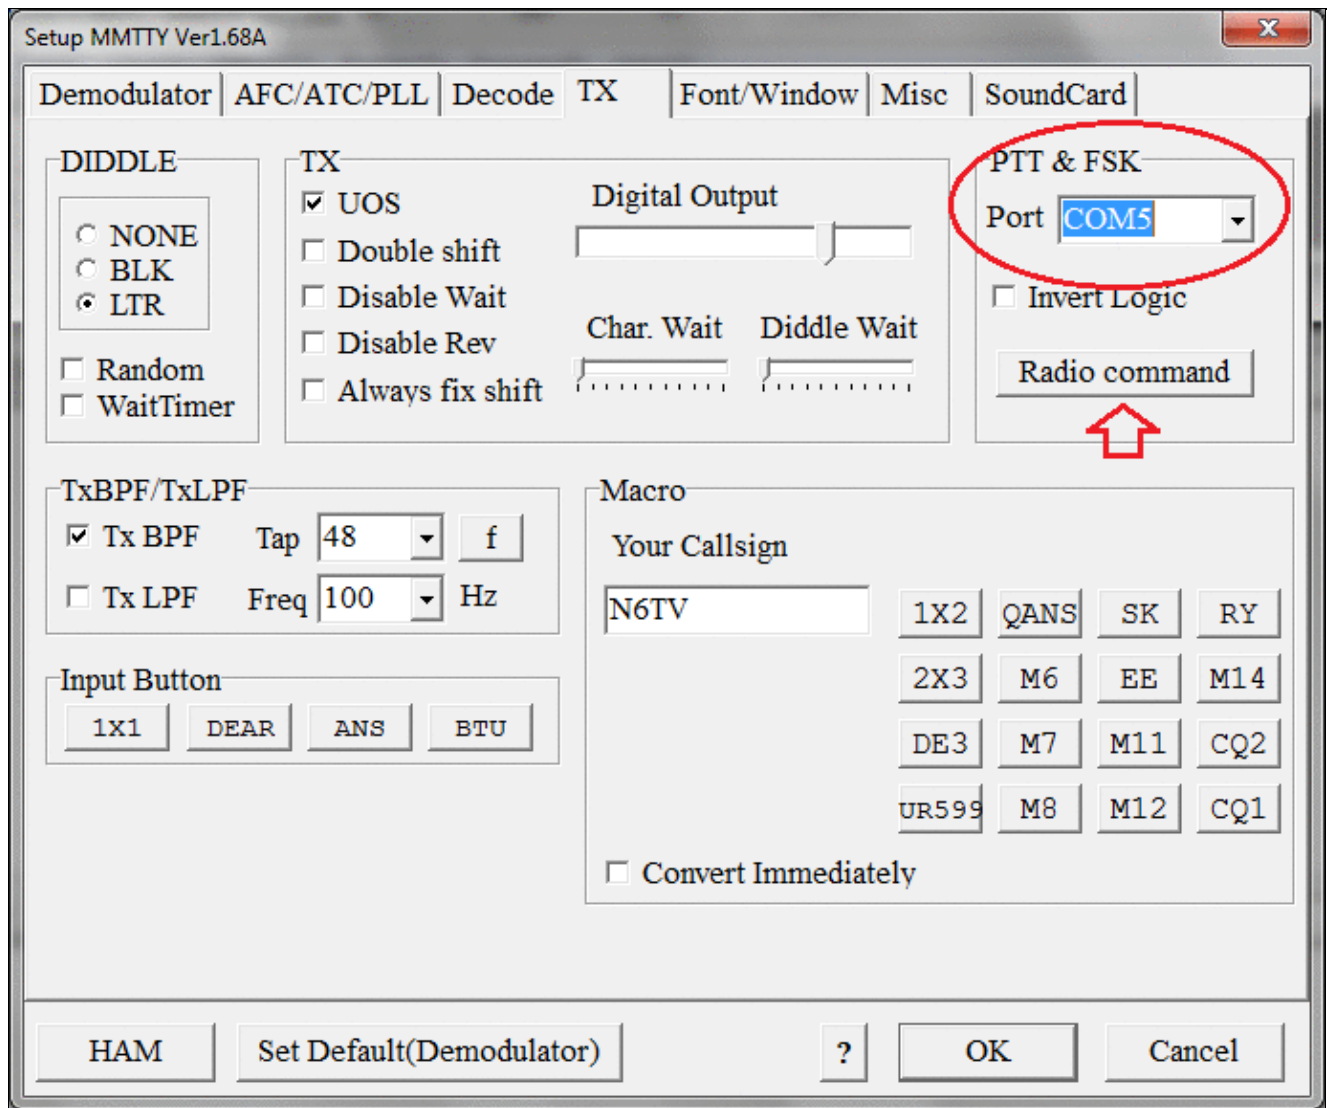 Setup MMTTY Ver1.68A
X
Demodulator AFC/ATC/PLL Decode TX Font/Window Misc SoundCard
DIDDLE
NONE
BLK
LTR
Random
WaitTimer
TX
UOS
Double shift
Disable Wait
Disable Rev
Always fix shift
Digital Output
Char. Wait Diddle Wait
PTT & FSK
Port COM5
Invert Logic
Radio command
TxBPF/TxLPF
Tx BPF Tap 48 f
Tx LPF Freq 100 Hz
Input Button
1X1 DEAR ANS BTU
Macro
Your Callsign
N6TV
1X2 QANS SK RY
2X3 M6 EE M14
DE3 M7 M11 CQ2
UR599 M8 M12 CQ1
Convert Immediately
HAM Set Default(Demodulator) ? OK Cancel